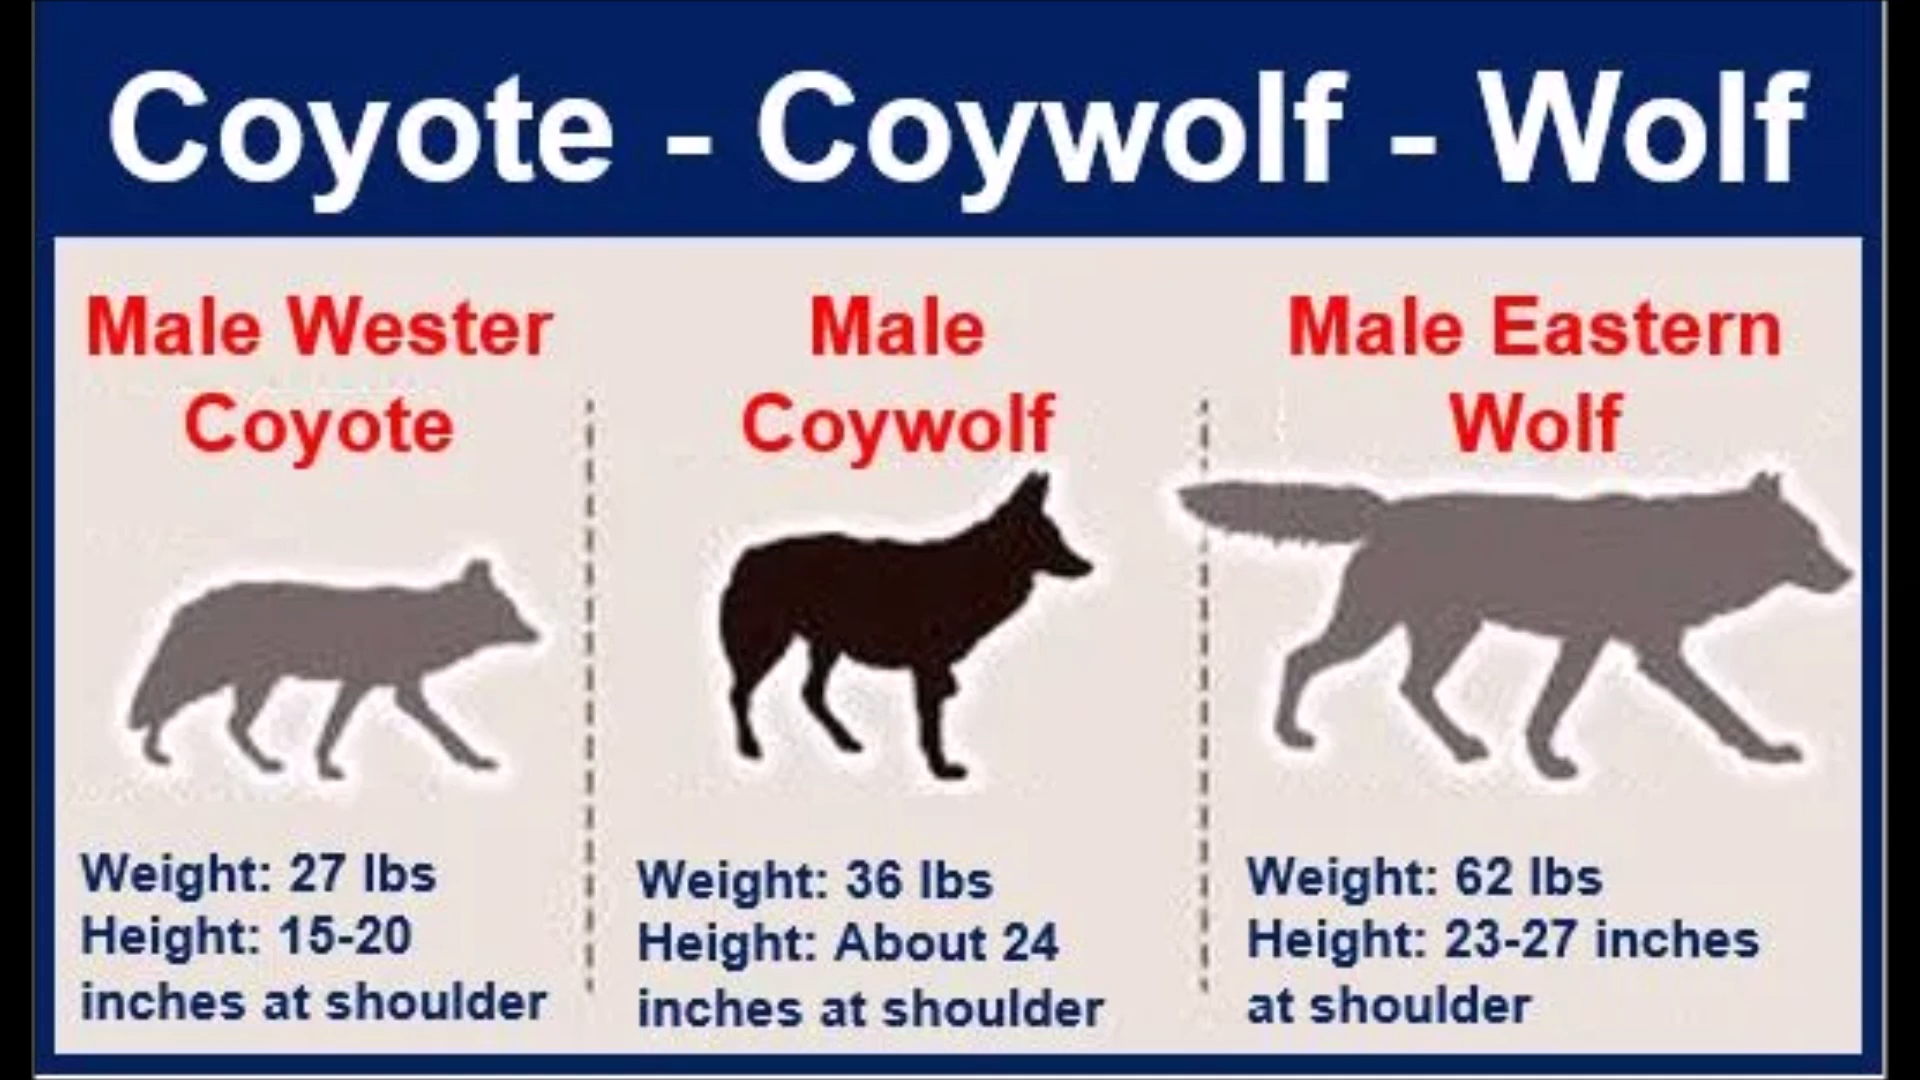 Coyote - Coywolf - Wolf
Male Wester
Coyote
Weight: 27 lbs
Height: 15-20
inches at shoulder
Male
Coywolf
Weight: 36 lbs
Height: About 24
inches at shoulder
Male Eastern
Wolf
Weight: 62 lbs
Height: 23-27 inches
at shoulder